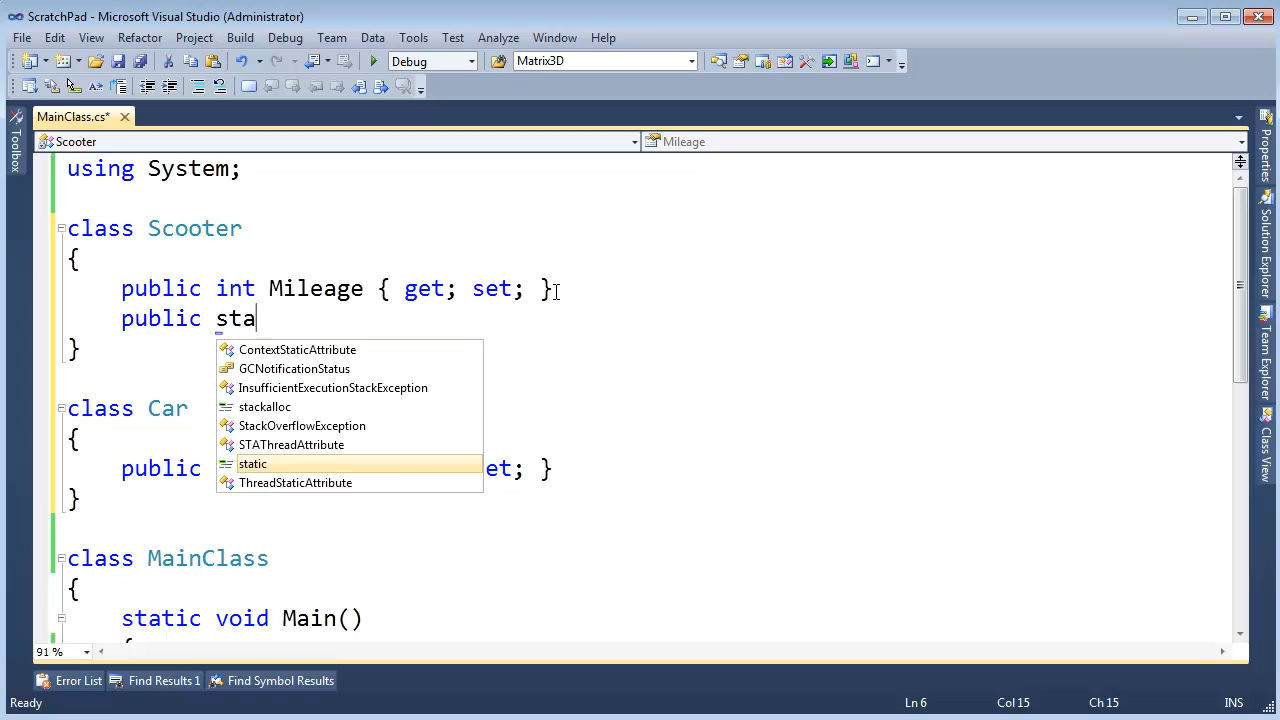 ScratchPad - Microsoft Visual Studio (Administrator)
File Edit View Refactor Project Build Debug Team Data Tools Test Analyze Window Help
Debug Matrix3D
MainClass.cs*
Scooter Mileage
using System;
class Scooter
{
public int Mileage { get; set; }
public sta
}
ContextStaticAttribute
GCNotificationStatus
InsufficientExecutionStackException
stackalloc
StackOverflowException
STAThreadAttribute
static
ThreadStaticAttribute
class Car
{
public et; }
}
class MainClass
{
static void Main()
{
91 %
Error List Find Results 1 Find Symbol Results
Ready Ln 6 Col 15 Ch 15 INS
Toolbox
Properties
Solution Explorer
Team Explorer
Class View